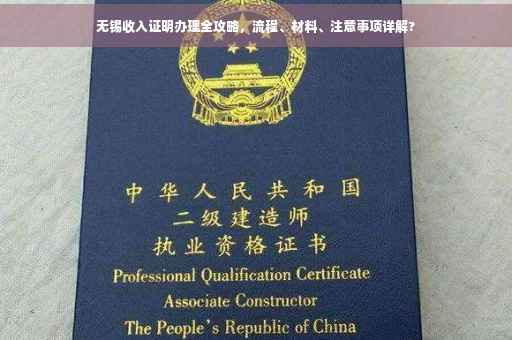 无锡收入证明办理全攻略，流程、材料、注意事项详解？
中华人民共和国
二级建造师
执业资格证书
Professional Qualification Certificate
Associate Constructor
The People's Republic of China